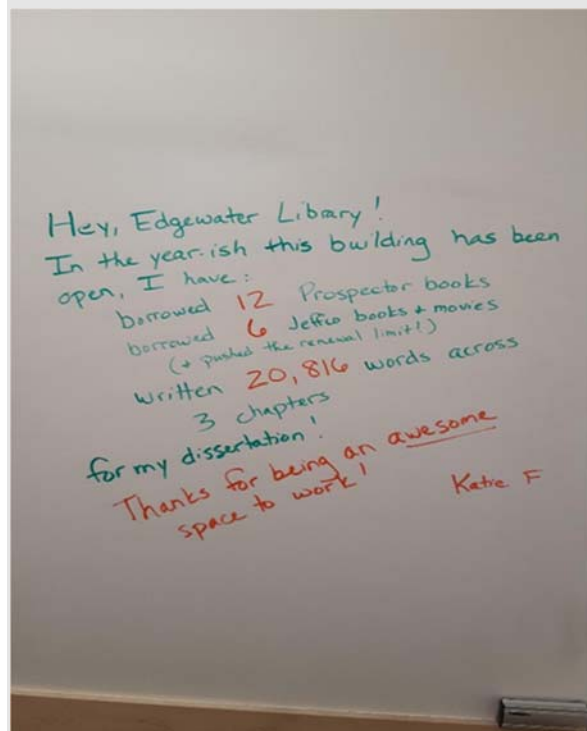 Hey, Edgewater Library!
In the year-ish this building has been
open, I have:
borrowed 12 Prospector books
borrowed 6 Jeffco books + movies
(+ pushed the renewal limit!)
written 20,816 words across
3 chapters
for my dissertation!
Thanks for being an awesome
space to work!
Katie F